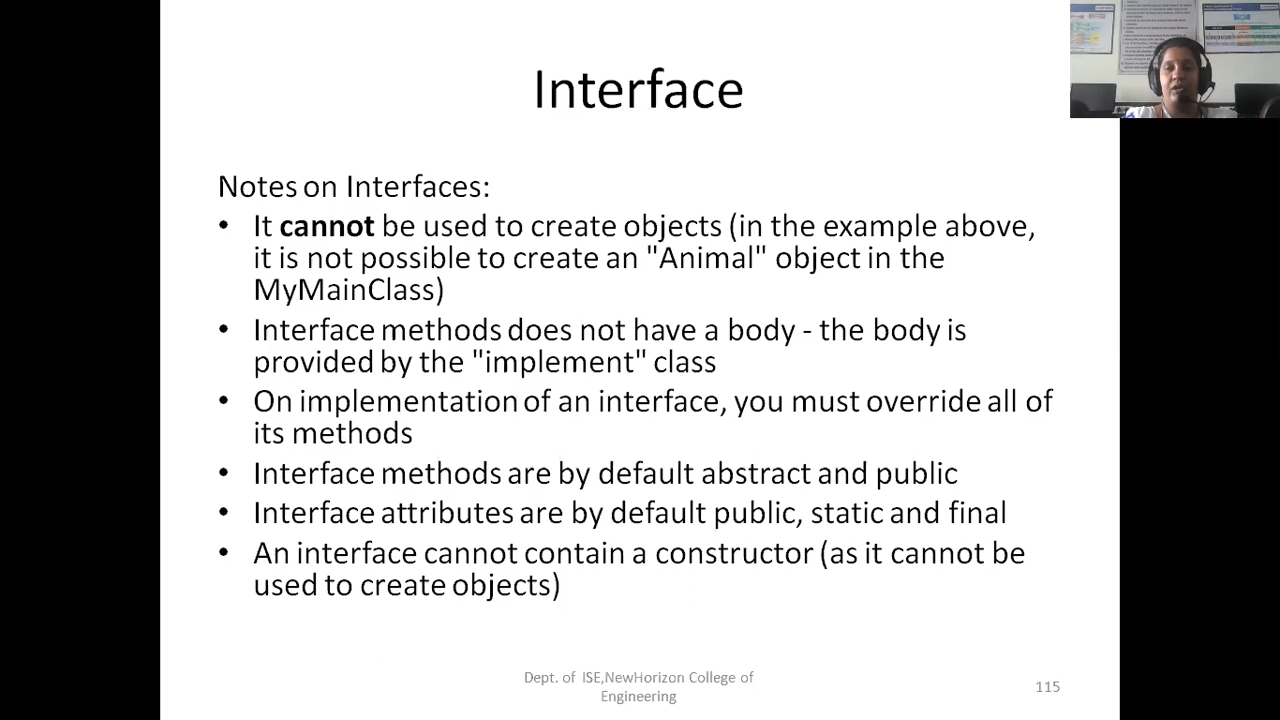 Interface
Notes on Interfaces:
• It cannot be used to create objects (in the example above,
it is not possible to create an "Animal" object in the
MyMainClass)
• Interface methods does not have a body - the body is
provided by the "implement" class
• On implementation of an interface, you must override all of
its methods
• Interface methods are by default abstract and public
• Interface attributes are by default public, static and final
• An interface cannot contain a constructor (as it cannot be
used to create objects)
Dept. of ISE,NewHorizon College of
Engineering
115